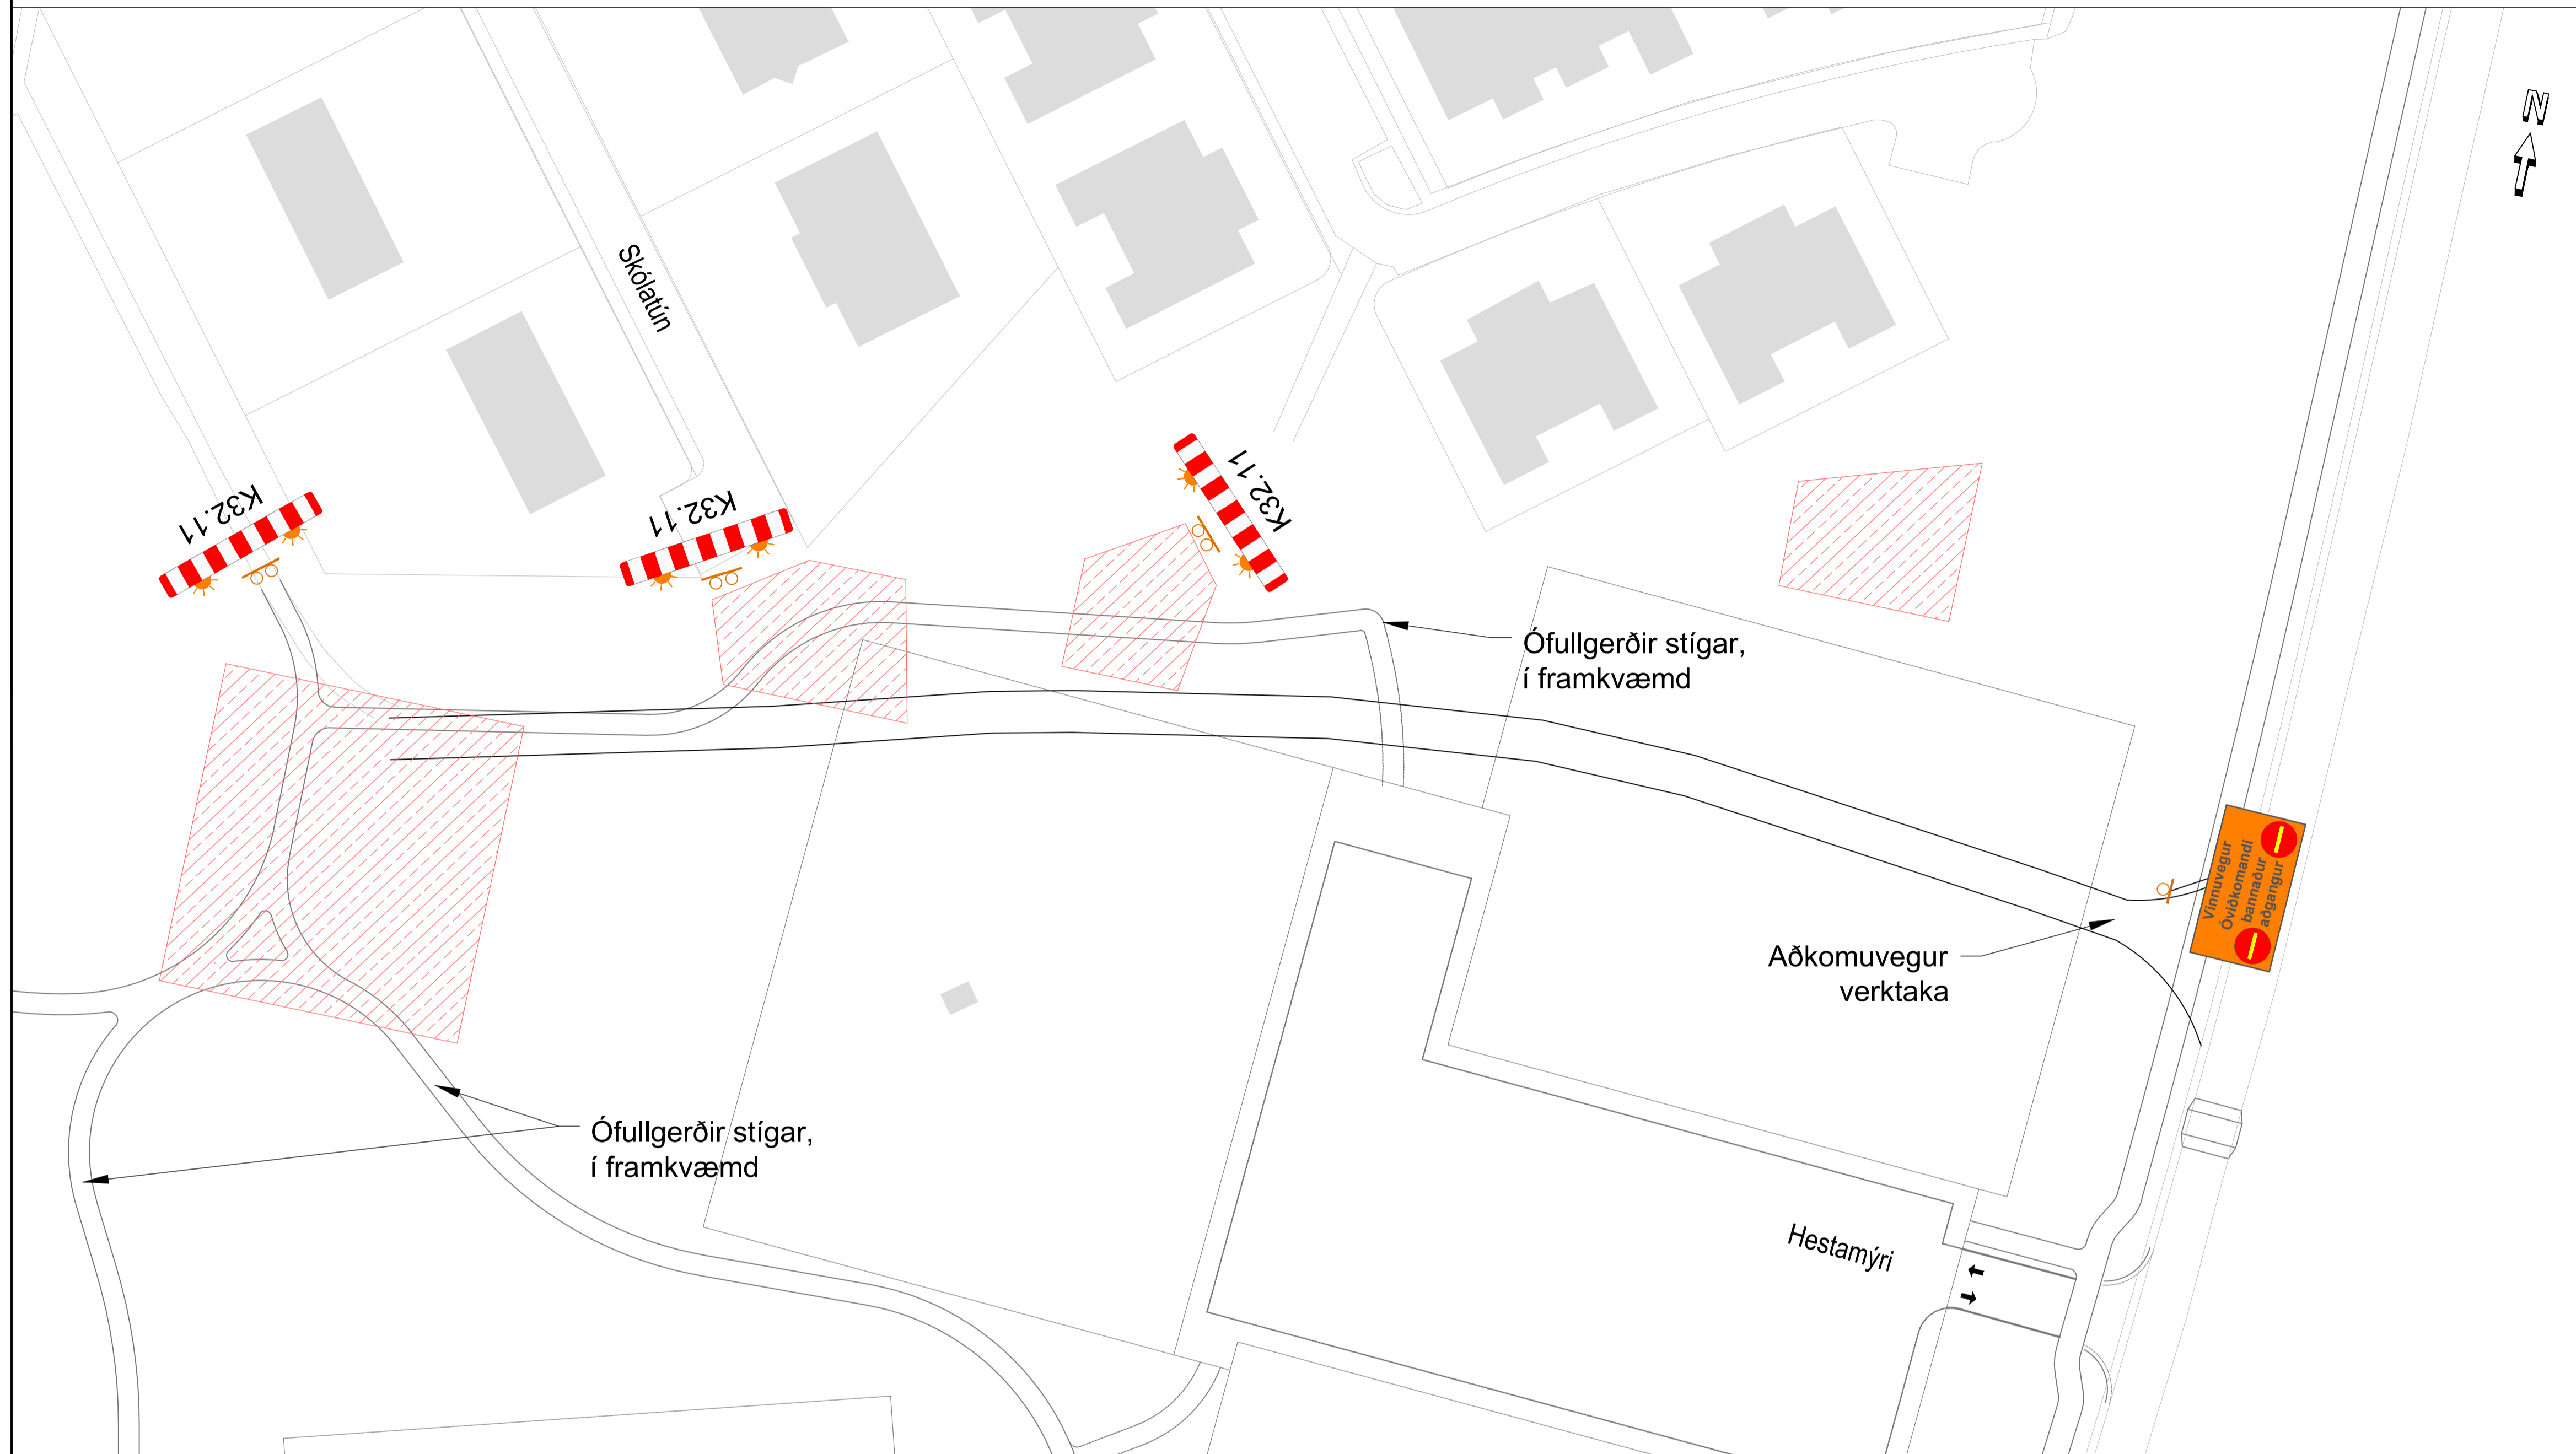 N
Skólatún
K32.11
K32.11
K32.11
Ófullgerðir stígar,
í framkvæmd
Vinnuvegur
Óviðkomandi
bannaður
aðgangur
Aðkomuvegur
verktaka
Ófullgerðir stígar,
í framkvæmd
Hestamýri